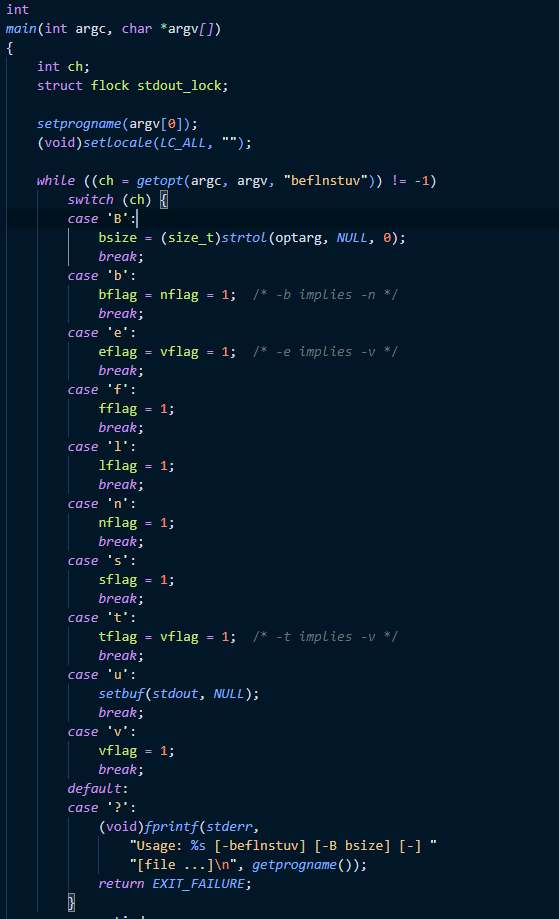 int
main(int argc, char *argv[])
{
    int ch;
    struct flock stdout_lock;

    setprogname(argv[0]);
    (void)setlocale(LC_ALL, "");

    while ((ch = getopt(argc, argv, "beflnstuv")) != -1)
        switch (ch) {
        case 'B':
            bsize = (size_t)strtol(optarg, NULL, 0);
            break;
        case 'b':
            bflag = nflag = 1;  /* -b implies -n */
            break;
        case 'e':
            eflag = vflag = 1;  /* -e implies -v */
            break;
        case 'f':
            fflag = 1;
            break;
        case 'l':
            lflag = 1;
            break;
        case 'n':
            nflag = 1;
            break;
        case 's':
            sflag = 1;
            break;
        case 't':
            tflag = vflag = 1;  /* -t implies -v */
            break;
        case 'u':
            setbuf(stdout, NULL);
            break;
        case 'v':
            vflag = 1;
            break;
        default:
        case '?':
            (void)fprintf(stderr,
                "Usage: %s [-beflnstuv] [-B bsize] [-] "
                "[file ...]\n", getprogname());
            return EXIT_FAILURE;
        }